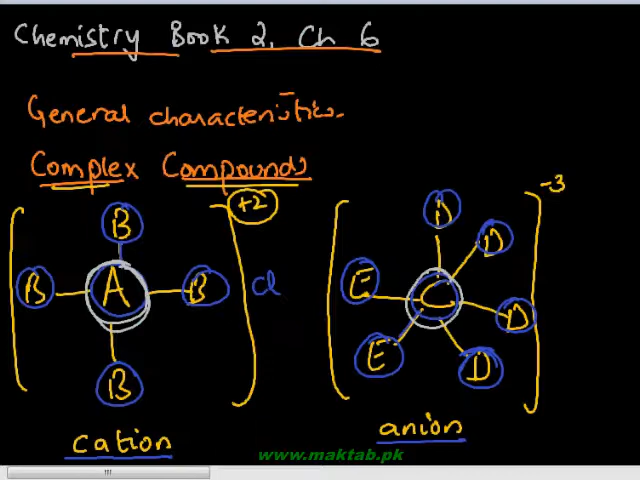 Chemistry Book 2, Ch 6
General characteristics
Complex Compounds
+2
-3
B
D
D
B
A
B
cl
E
C
D
E
D
B
cation
anion
www.maktab.pk